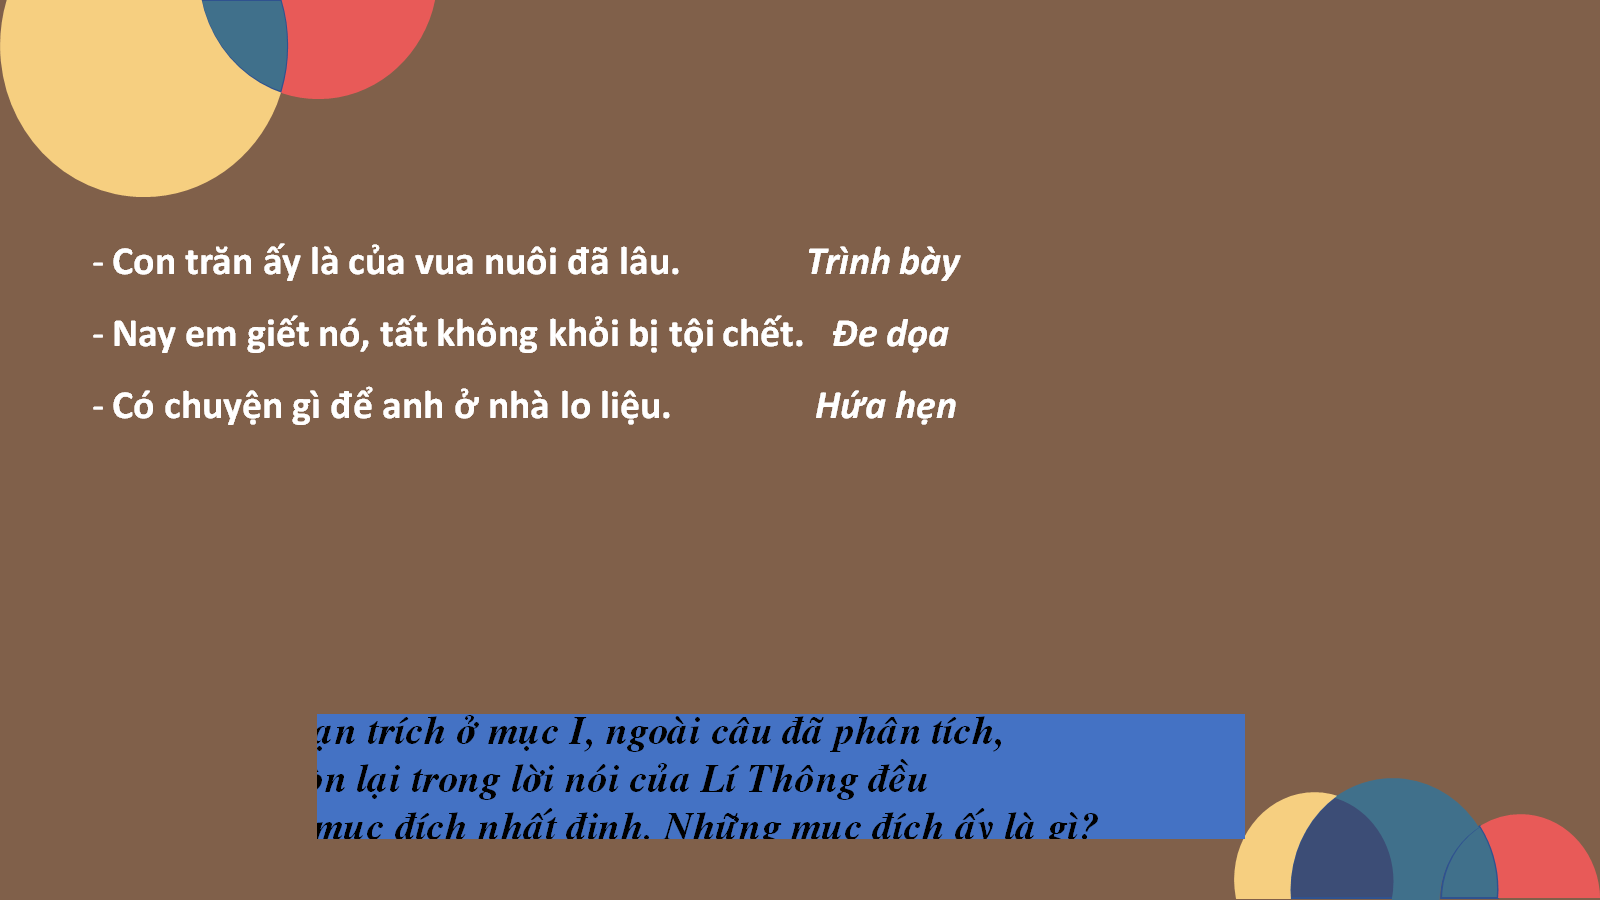 - Con trăn ấy là của vua nuôi đã lâu. Trình bày
- Nay em giết nó, tất không khỏi bị tội chết. Đe dọa
- Có chuyện gì để anh ở nhà lo liệu. Hứa hẹn
trích ở mục I, ngoài câu đã phân tích,
lại trong lời nói của Lí Thông đều
mục đích nhất định. Những mục đích ấy là gì?